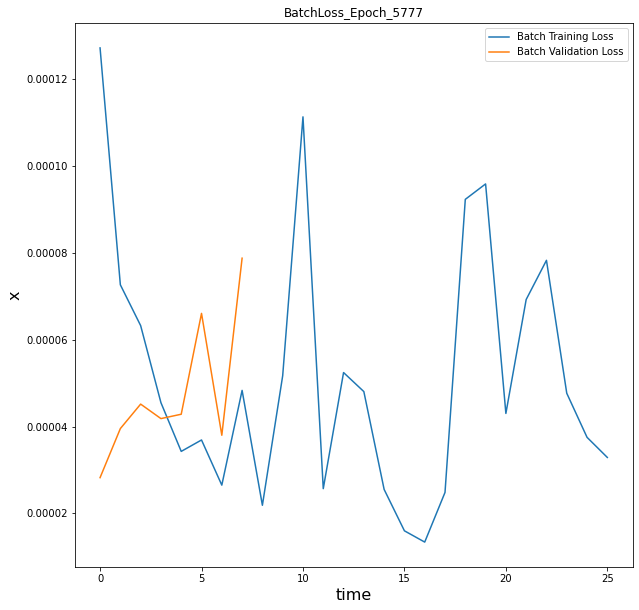 BatchLoss_Epoch_5777
Batch Training Loss
Batch Validation Loss
0.00012
0.00010
0.00008
0.00006
0.00004
0.00002
x
0 5 10 15 20 25
time